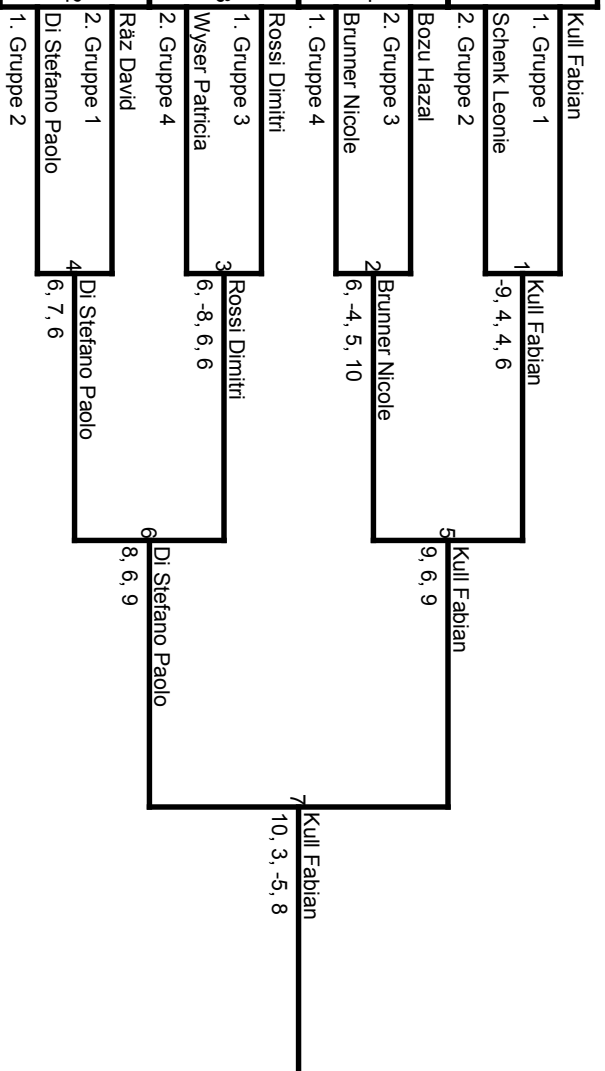 Kull Fabian
1. Gruppe 1
Schenk Leonie
2. Gruppe 2
Bozu Hazal
2. Gruppe 3
Brunner Nicole
1. Gruppe 4
Rossi Dimitri
1. Gruppe 3
Wyser Patricia
2. Gruppe 4
Räz David
2. Gruppe 1
Di Stefano Paolo
1. Gruppe 2
1
Kull Fabian
-9, 4, 4, 6
2
Brunner Nicole
6, -4, 5, 10
3
Rossi Dimitri
6, -8, 6, 6
4
Di Stefano Paolo
6, 7, 6
5
Kull Fabian
9, 6, 9
6
Di Stefano Paolo
8, 6, 9
7
Kull Fabian
10, 3, -5, 8